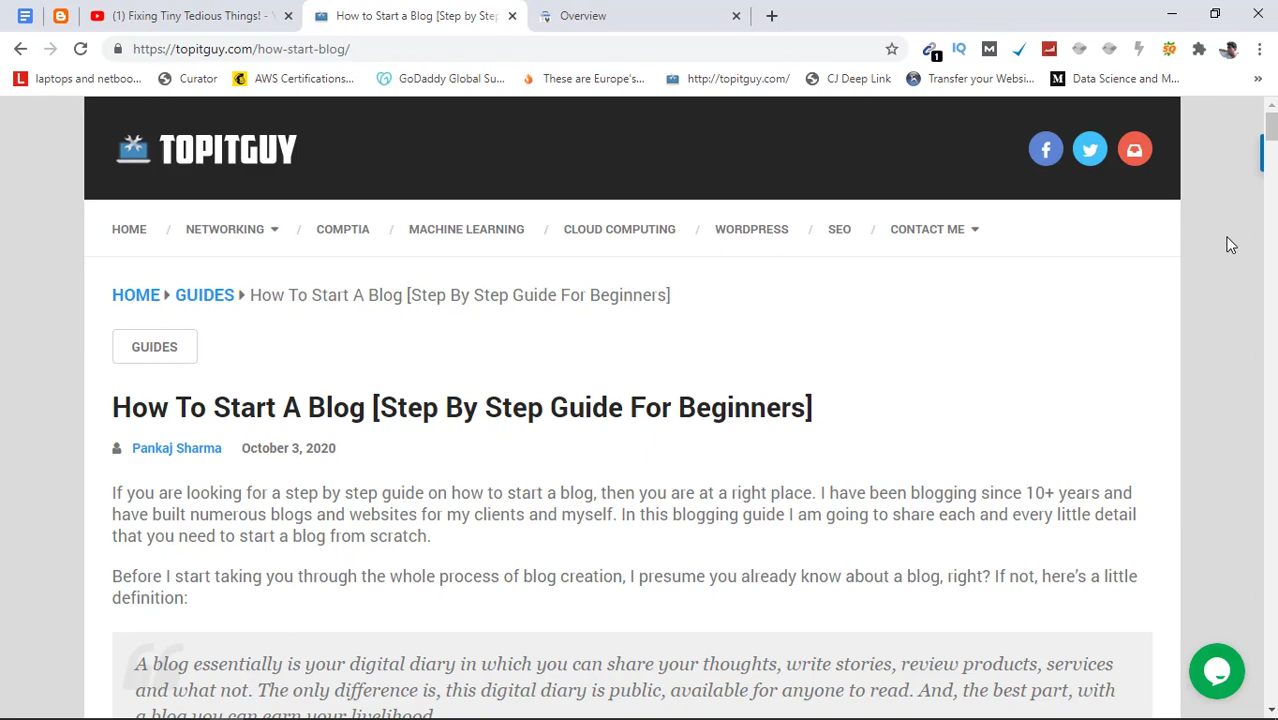 (1) Fixing Tiny Tedious Things! -
How to Start a Blog [Step by Step
Overview
https://topitguy.com/how-start-blog/
1
laptops and netboo...
Curator
AWS Certifications...
GoDaddy Global Su...
These are Europe's...
http://topitguy.com/
CJ Deep Link
Transfer your Websi...
Data Science and M...
TOPITGUY
HOME / NETWORKING / COMPTIA / MACHINE LEARNING / CLOUD COMPUTING / WORDPRESS / SEO / CONTACT ME
HOME GUIDES How To Start A Blog [Step By Step Guide For Beginners]
GUIDES
How To Start A Blog [Step By Step Guide For Beginners]
Pankaj Sharma October 3, 2020
If you are looking for a step by step guide on how to start a blog, then you are at a right place. I have been blogging since 10+ years and
have built numerous blogs and websites for my clients and myself. In this blogging guide I am going to share each and every little detail
that you need to start a blog from scratch.
Before I start taking you through the whole process of blog creation, I presume you already know about a blog, right? If not, here's a little
definition:
A blog essentially is your digital diary in which you can share your thoughts, write stories, review products, services
and what not. The only difference is, this digital diary is public, available for anyone to read. And, the best part, with
a blog you can earn your livelihood.